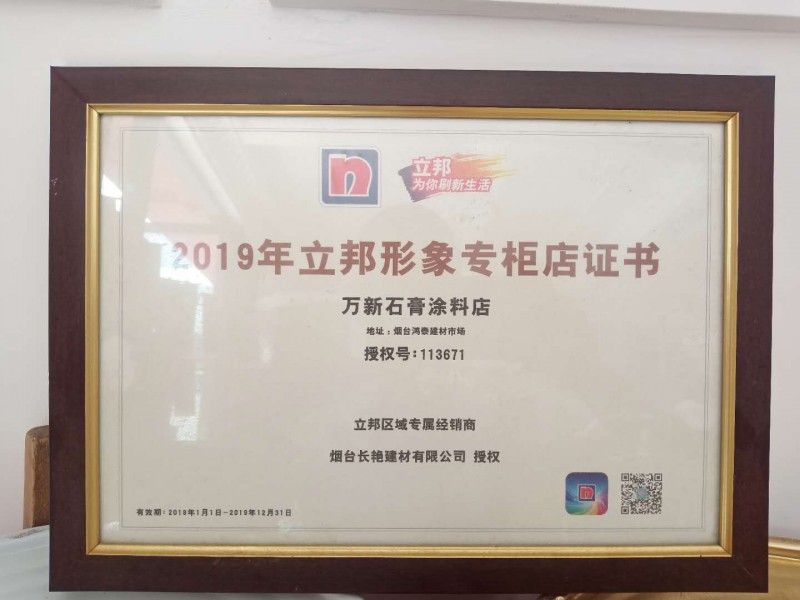 n
立邦
为你刷新生活
2019年立邦形象专柜店证书
万新石膏涂料店
地址：烟台鸿泰建材市场
授权号：113671
立邦区域专属经销商
烟台长艳建材有限公司 授权
n
有效期：2019年1月1日-2019年12月31日